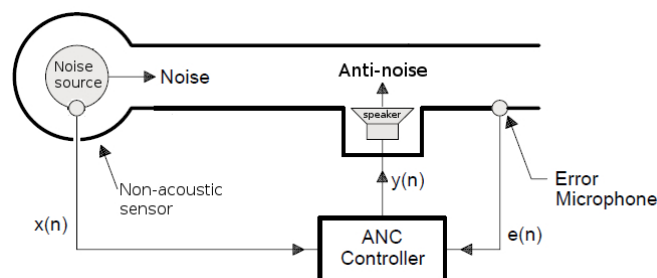 Noise
source
Noise
Anti-noise
speaker
Non-acoustic
sensor
y(n)
Error
Microphone
x(n)
ANC
Controller
e(n)